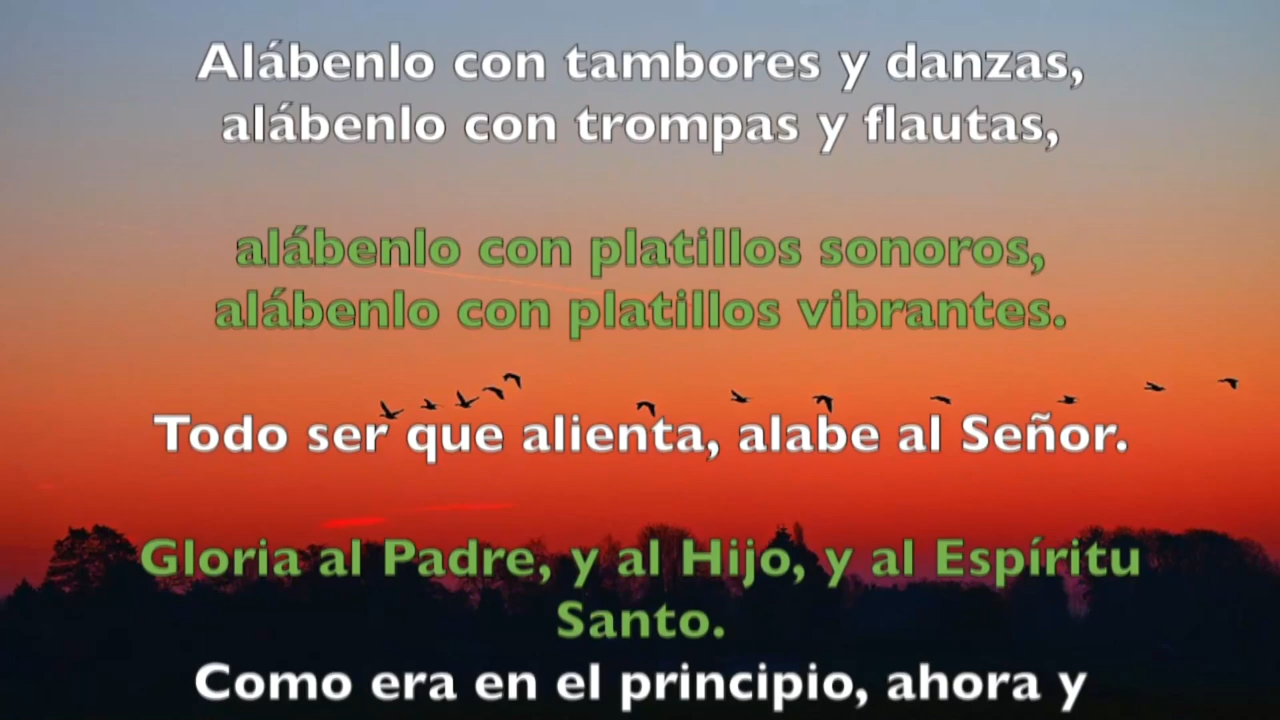 Alábenlo con tambores y danzas,
alábenlo con trompas y flautas,
alábenlo con platillos sonoros,
alábenlo con platillos vibrantes.
Todo ser que alienta, alabe al Señor.
Gloria al Padre, y al Hijo, y al Espíritu
Santo.
Como era en el principio, ahora y